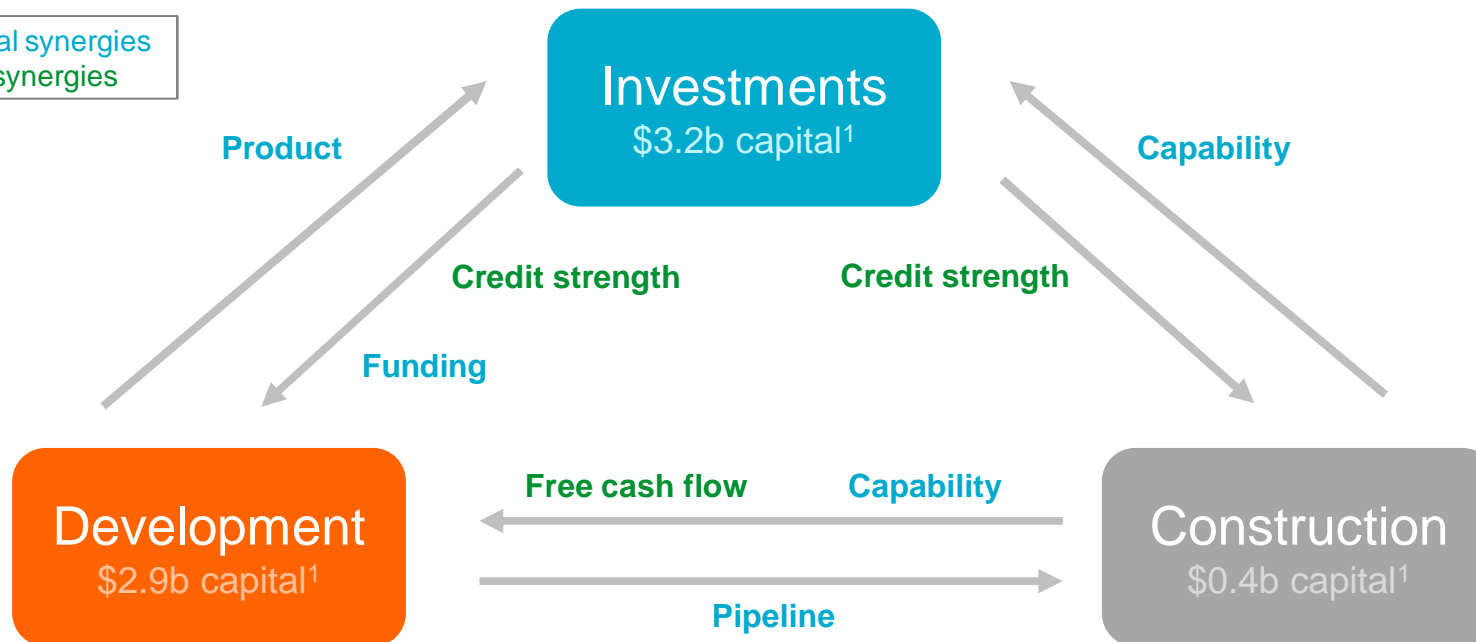 synergies
synergies
Investments
$3.2b capital¹
Product
Capability
Credit strength
Credit strength
Funding
Free cash flow
Capability
Development
$2.9b capital¹
Construction
$0.4b capital¹
Pipeline